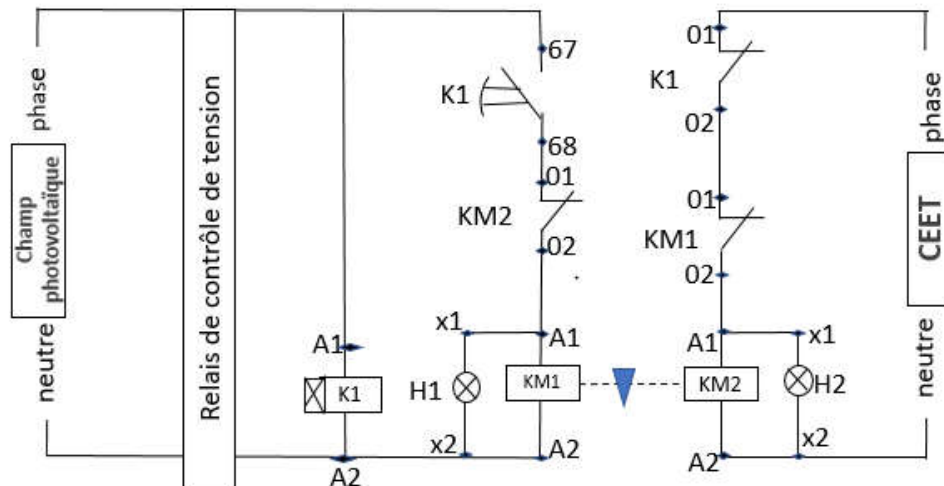 phase
Champ
photovoltaïque
neutre
Relais de contrôle de tension
A1
K1
A2
67
K1
68
01
KM2
02
x1
A1
H1
KM1
x2
A2
01
K1
02
01
KM1
02
A1
x1
KM2
H2
A2
x2
phase
CEET
neutre